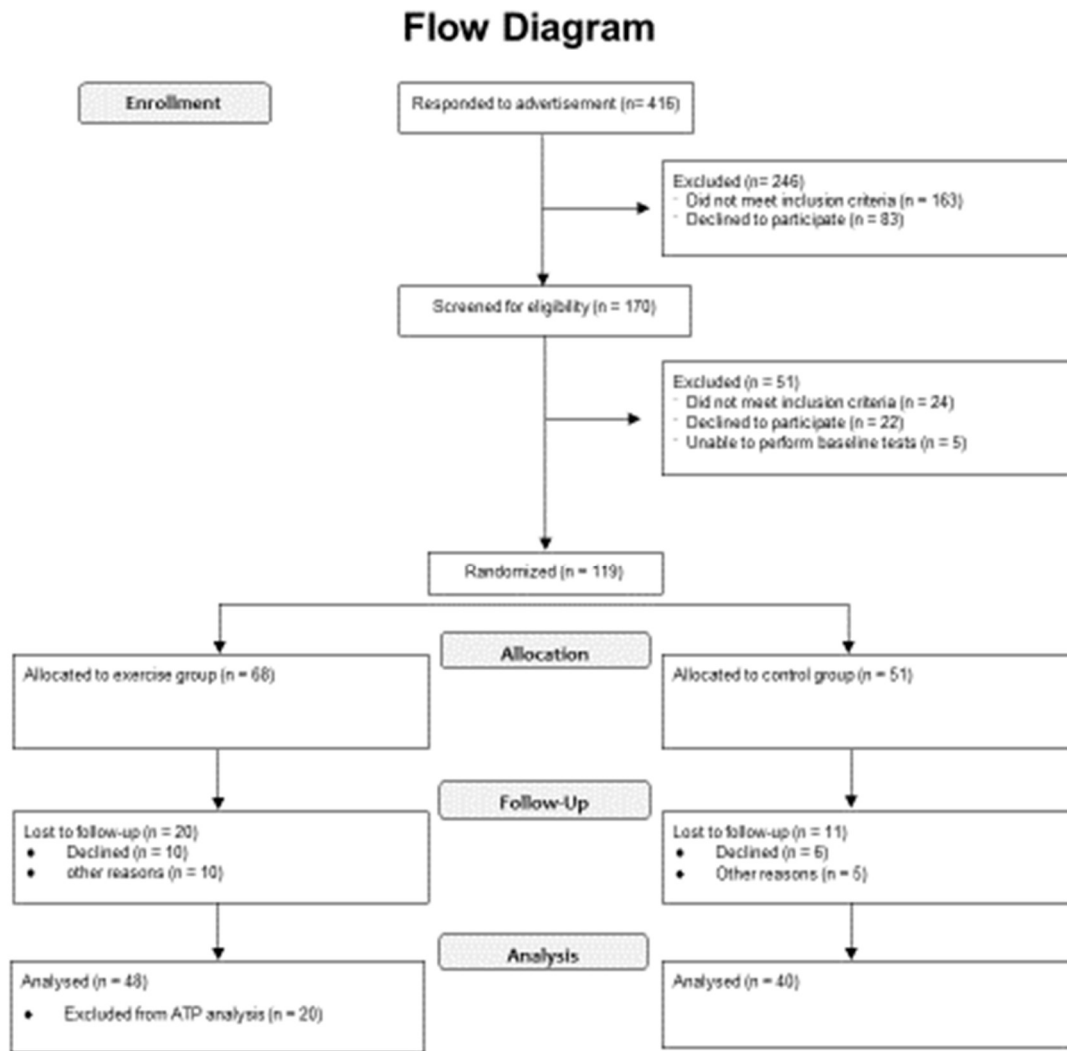 Flow Diagram
Enrollment
Responded to advertisement (n= 416)
Excluded (n= 246)
- Did not meet inclusion criteria (n = 163)
- Declined to participate (n = 83)
Screened for eligibility (n = 170)
Excluded (n = 51)
- Did not meet inclusion criteria (n = 24)
- Declined to participate (n = 22)
- Unable to perform baseline tests (n = 5)
Randomized (n = 119)
Allocation
Allocated to exercise group (n = 68)
Allocated to control group (n = 51)
Follow-Up
Lost to follow-up (n = 20)
● Declined (n = 10)
● other reasons (n = 10)
Lost to follow-up (n = 11)
● Declined (n = 6)
● Other reasons (n = 5)
Analysis
Analysed (n = 48)
● Excluded from ATP analysis (n = 20)
Analysed (n = 40)